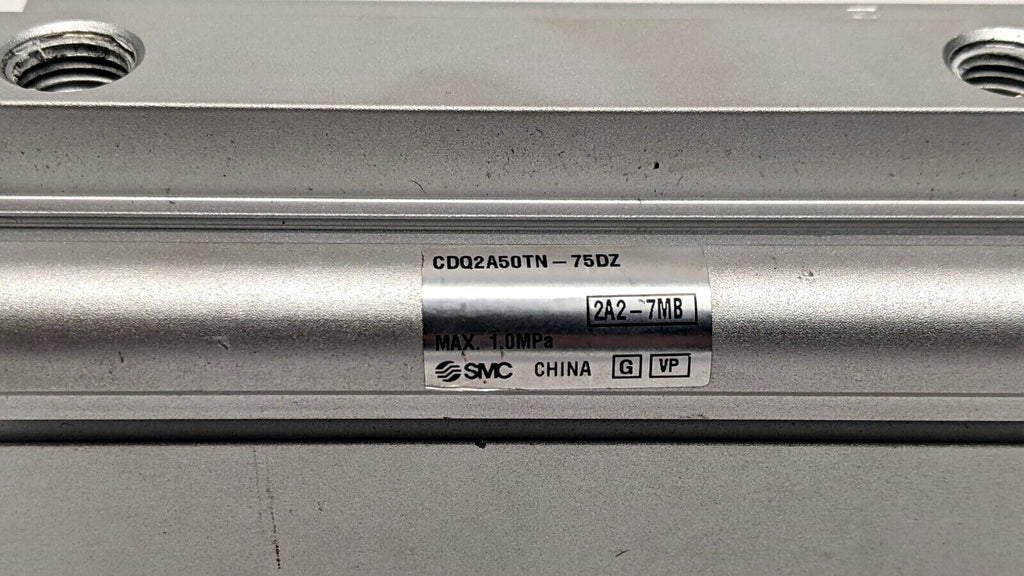 CDQ2A50TN-75DZ
2A2-7MB
MAX. 1.0MPa
SMC CHINA G VP